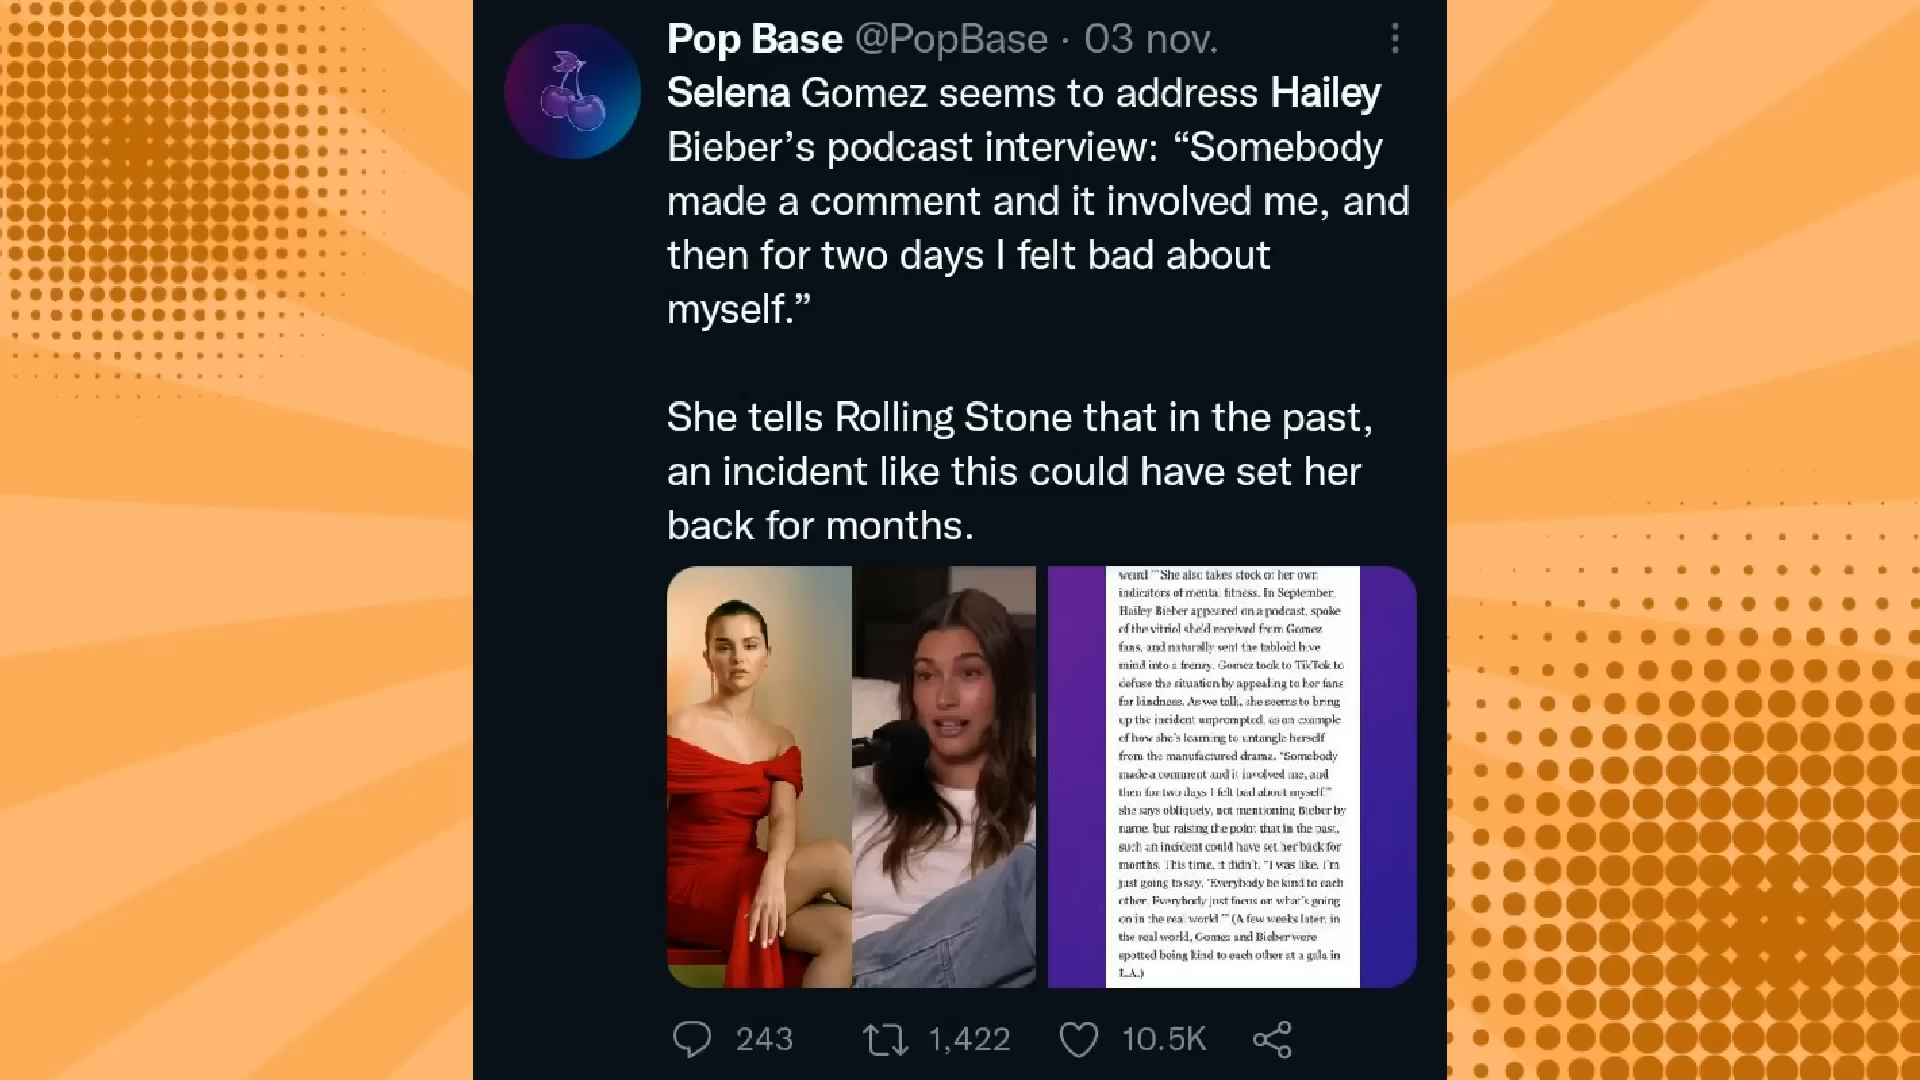 Pop Base @PopBase · 03 nov.
Selena Gomez seems to address Hailey
Bieber’s podcast interview: “Somebody
made a comment and it involved me, and
then for two days I felt bad about
myself.”
She tells Rolling Stone that in the past,
an incident like this could have set her
back for months.
weird.’” She also takes stock of her own
indicators of mental fitness. In September,
Hailey Bieber appeared on a podcast, spoke
of the vitriol she’d received from Gomez
fans, and naturally sent the tabloid hive
mind into a frenzy. Gomez took to TikTok to
defuse the situation by appealing to her fans
for kindness. As we talk, she seems to bring
up the incident unprompted, as an example
of how she’s learning to untangle herself
from the manufactured drama. “Somebody
made a comment and it involved me, and
then for two days I felt bad about myself,”
she says obliquely, not mentioning Bieber by
name, but raising the point that in the past,
such an incident could have set her back for
months. This time, it didn’t. “I was like, I’m
just going to say, ‘Everybody be kind to each
other. Everybody just focus on what’s going
on in the real world.’” (A few weeks later, in
the real world, Gomez and Bieber were
spotted being kind to each other at a gala in
L.A.)
243 1,422 10.5K